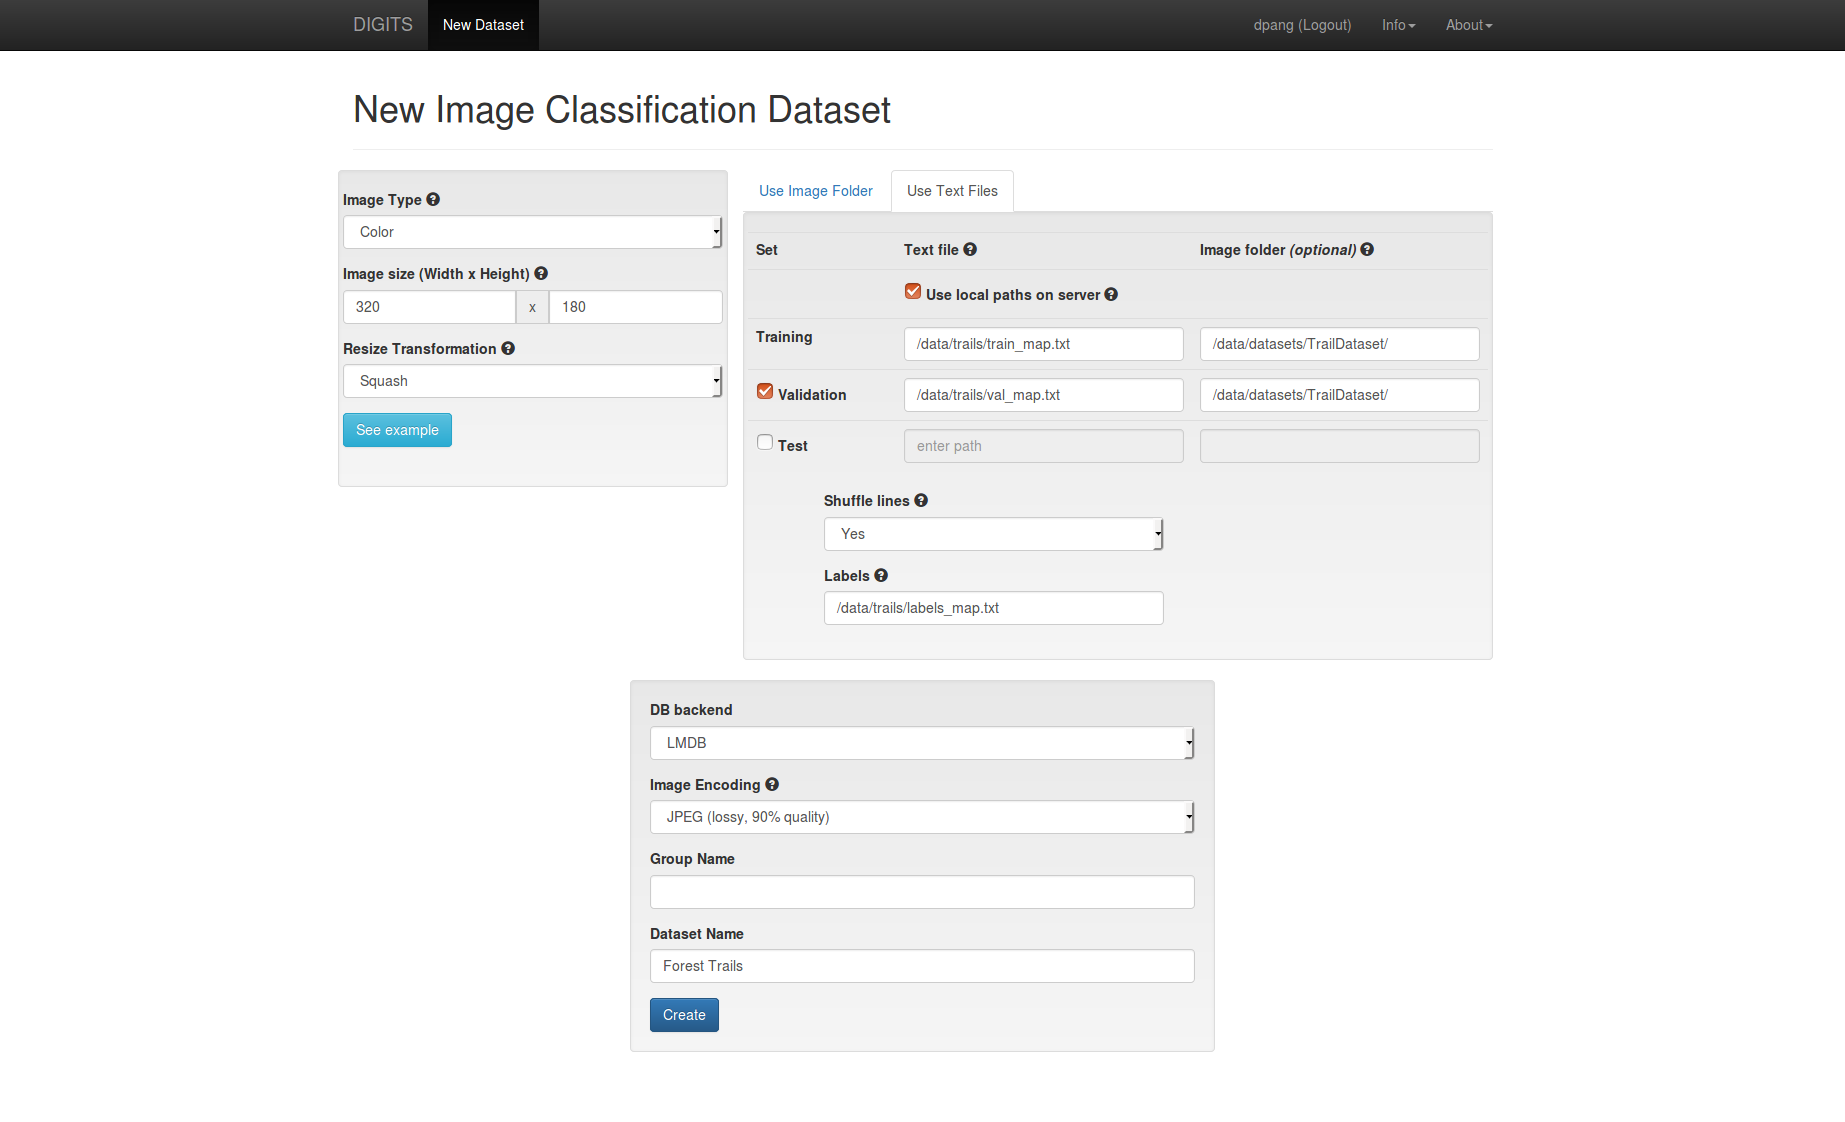 DIGITS New Dataset dpang (Logout) Info About
New Image Classification Dataset
Image Type
Color
Image size (Width x Height)
320 x 180
Resize Transformation
Squash
See example
Use Image Folder Use Text Files
Set Text file Image folder (optional)
Use local paths on server
Training /data/trails/train_map.txt /data/datasets/TrailDataset/
Validation /data/trails/val_map.txt /data/datasets/TrailDataset/
Test enter path
Shuffle lines
Yes
Labels
/data/trails/labels_map.txt
DB backend
LMDB
Image Encoding
JPEG (lossy, 90% quality)
Group Name
Dataset Name
Forest Trails
Create